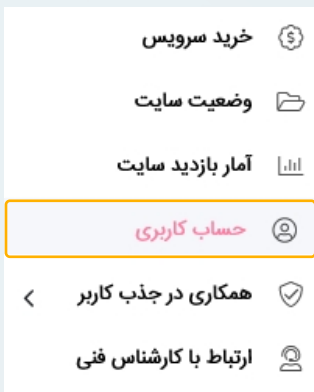 خرید سرویس
وضعیت سایت
آمار بازدید سایت
حساب کاربری
همکاری در جذب کاربر
ارتباط با کارشناس فنی